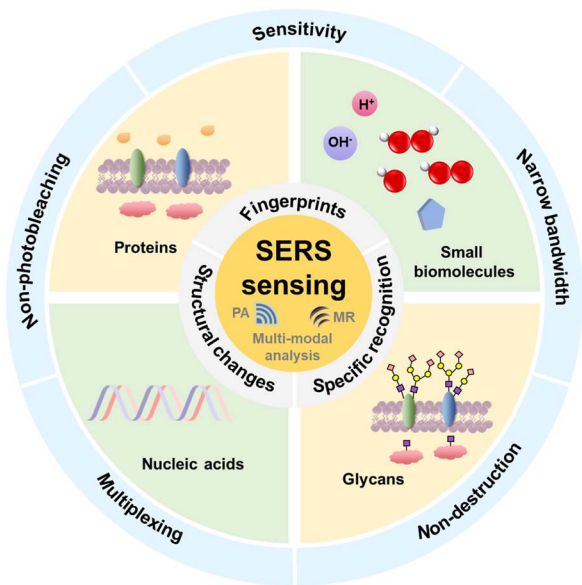 Sensitivity
Narrow bandwidth
Non-destruction
Multiplexing
Non-photobleaching
Proteins
H⁺
OH⁻
Small
biomolecules
Nucleic acids
Glycans
Fingerprints
Specific recognition
Structural changes
SERS
sensing
PA
MR
Multi-modal
analysis